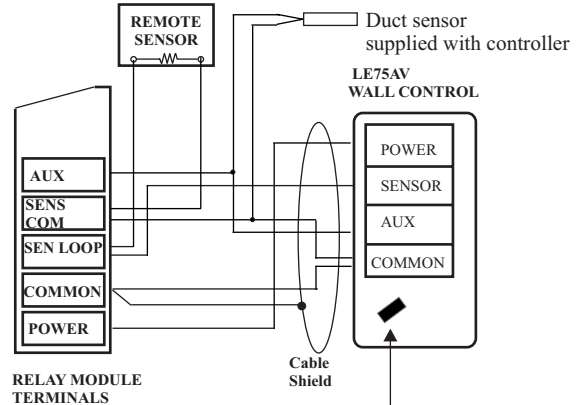 REMOTE
SENSOR
Duct sensor
supplied with controller
LE75AV
WALL CONTROL
AUX
SENS
COM
SEN LOOP
COMMON
POWER
POWER
SENSOR
AUX
COMMON
Cable
Shield
RELAY MODULE
TERMINALS